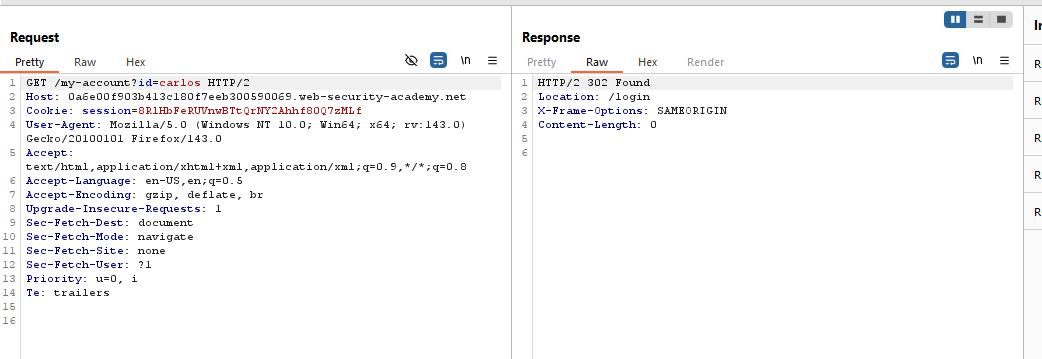 Request
Pretty Raw Hex \n
1 GET /my-account?id=carlos HTTP/2
2 Host: 0a6e00f903b413c180f7eeb300590069.web-security-academy.net
3 Cookie: session=8RlHbFeRUVnwBTtQrNY2Ahhf80Q7zMLf
4 User-Agent: Mozilla/5.0 (Windows NT 10.0; Win64; x64; rv:143.0)
Gecko/20100101 Firefox/143.0
5 Accept:
text/html,application/xhtml+xml,application/xml;q=0.9,*/*;q=0.8
6 Accept-Language: en-US,en;q=0.5
7 Accept-Encoding: gzip, deflate, br
8 Upgrade-Insecure-Requests: 1
9 Sec-Fetch-Dest: document
10 Sec-Fetch-Mode: navigate
11 Sec-Fetch-Site: none
12 Sec-Fetch-User: ?1
13 Priority: u=0, i
14 Te: trailers
15
16
Response
Pretty Raw Hex Render \n
1 HTTP/2 302 Found
2 Location: /login
3 X-Frame-Options: SAMEORIGIN
4 Content-Length: 0
5
6
In
R
R
R
R
R